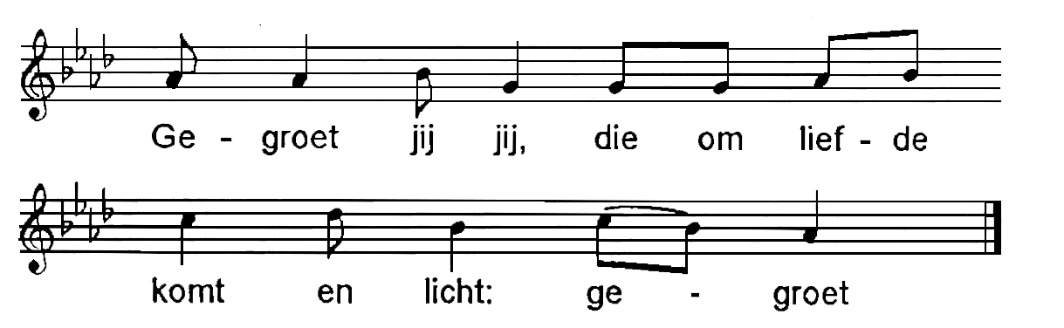 Ge - groet jij jij, die om lief - de
komt en licht: ge - groet